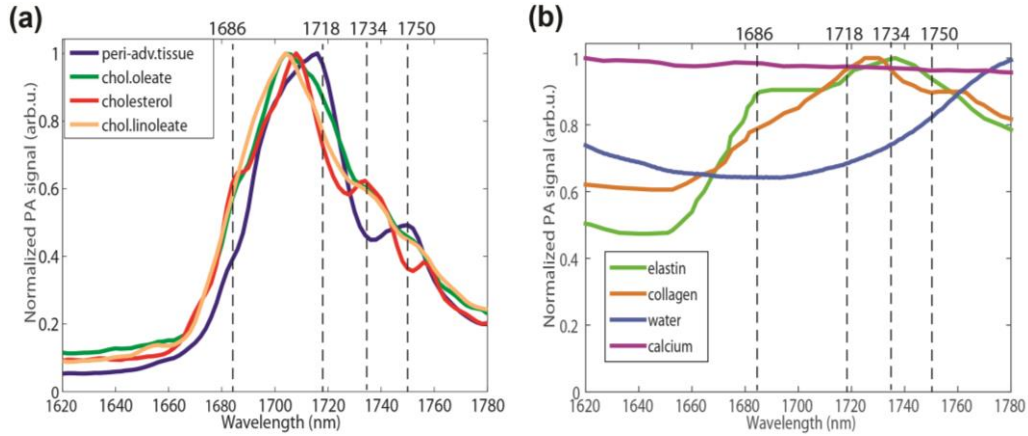 (a)
1686 1718 1734 1750
Normalized PA signal (arb.u.)
1
0.8
0.6
0.4
0.2
0
peri-adv.tissue
chol.oleate
cholesterol
chol.linoleate
1620 1640 1660 1680 1700 1720 1740 1760 1780
Wavelength (nm)
(b)
1686 1718 1734 1750
Normalized PA signal (arb.u.)
1
0.8
0.6
0.4
0.2
0
elastin
collagen
water
calcium
1620 1640 1660 1680 1700 1720 1740 1760 1780
Wavelength (nm)